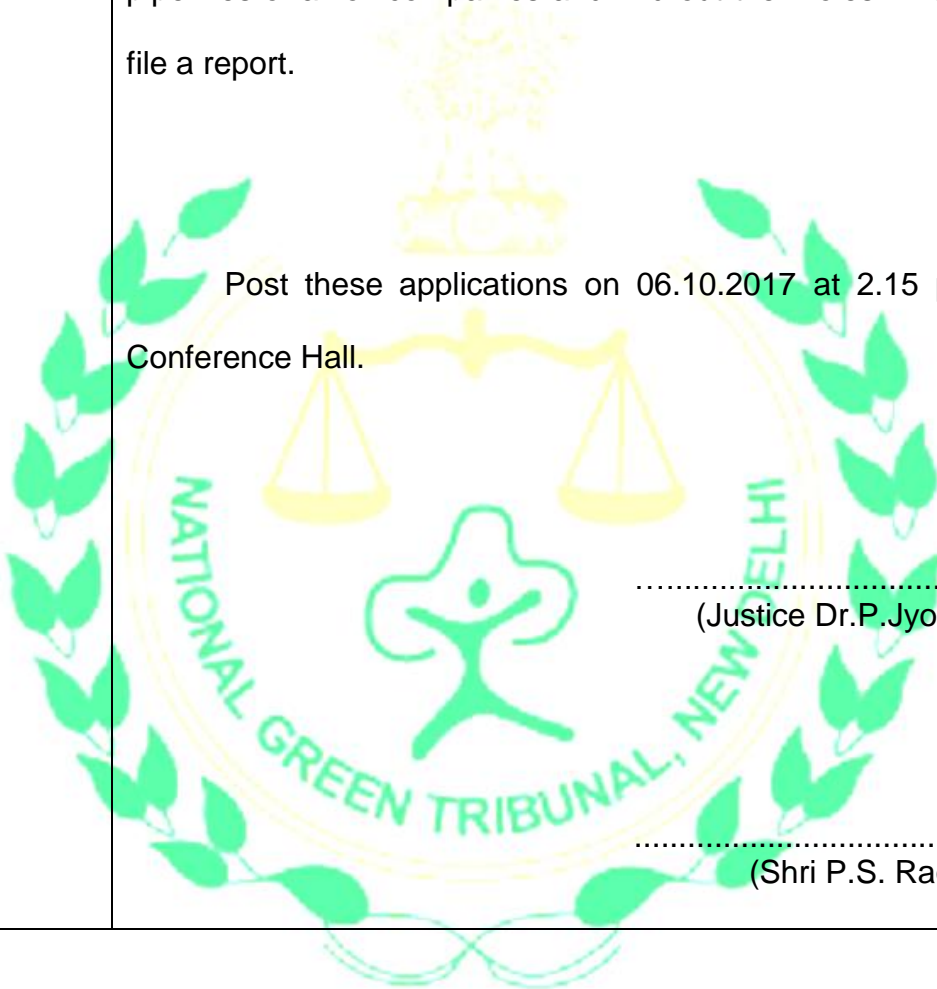 file a report.
Post these applications on 06.10.2017 at 2.15
Conference Hall.
NATIONAL GREEN TRIBUNAL, NEW DELHI
…...................................
(Justice Dr.P.Jyo
...................................
(Shri P.S. Ra